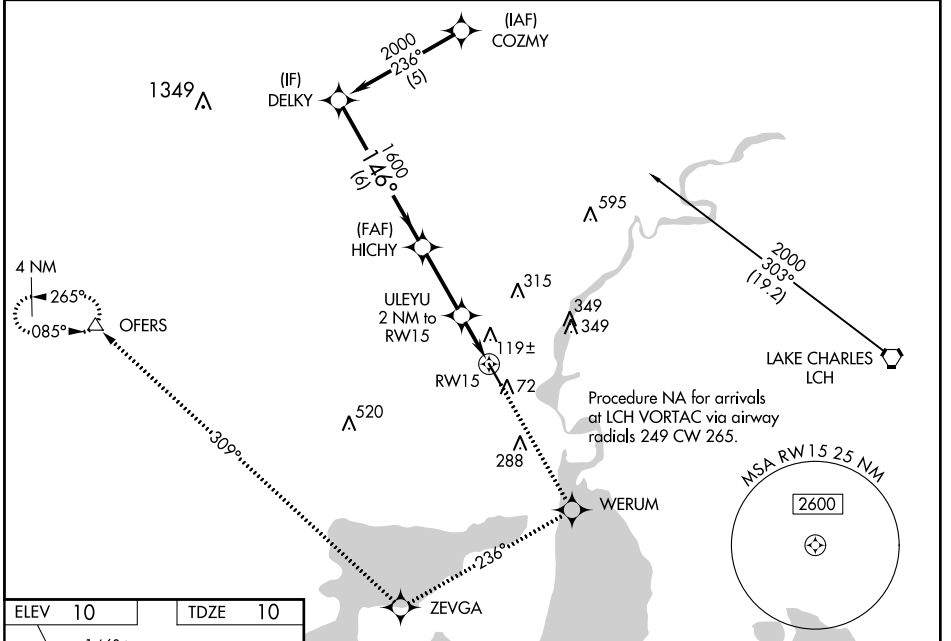 (IAF)
COZMY
2000
236°
(5)
(IF)
DELKY
1349
1600
146°
(6)
595
(FAF)
HICHY
2000
303°
(19.2)
4 NM
265°
085°
OFERS
315
ULEYU
2 NM to
RW15
349
349
119±
LAKE CHARLES
LCH
RW15
72
Procedure NA for arrivals
at LCH VORTAC via airway
radials 249 CW 265.
520
309°
288
MSA RW15 25 NM
2600
WERUM
236°
ZEVGA
ELEV 10
TDZE 10